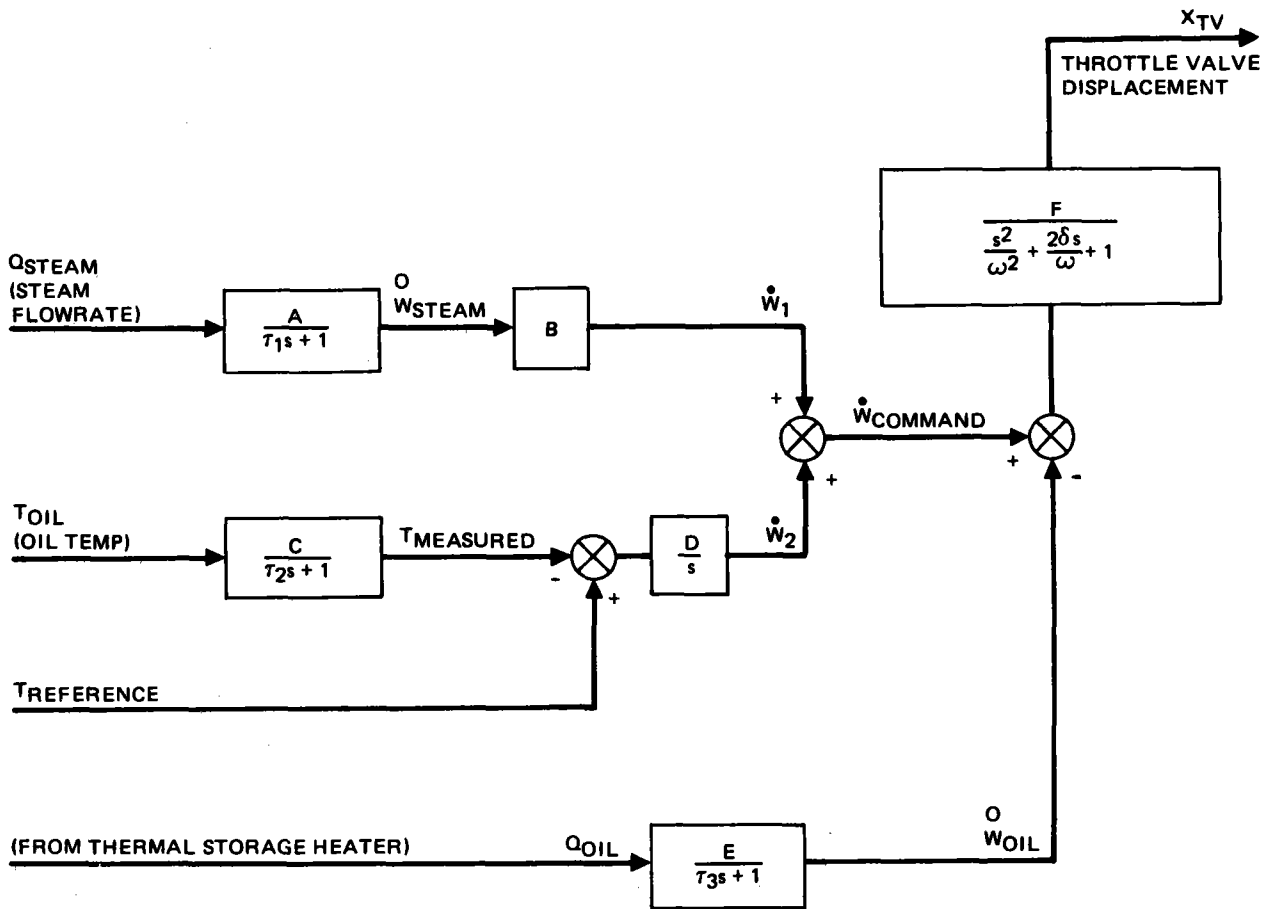 X_TV
THROTTLE VALVE
DISPLACEMENT
F
s²/ω² + 2δs/ω + 1
Q_STEAM
(STEAM
FLOWRATE)
A
τ₁s + 1
O
W_STEAM
B
Ẇ₁
+
+
Ẇ_COMMAND
+
-
T_OIL
(OIL TEMP)
C
τ₂s + 1
T_MEASURED
-
+
D
s
Ẇ₂
T_REFERENCE
(FROM THERMAL STORAGE HEATER)
Q_OIL
E
τ₃s + 1
O
W_OIL